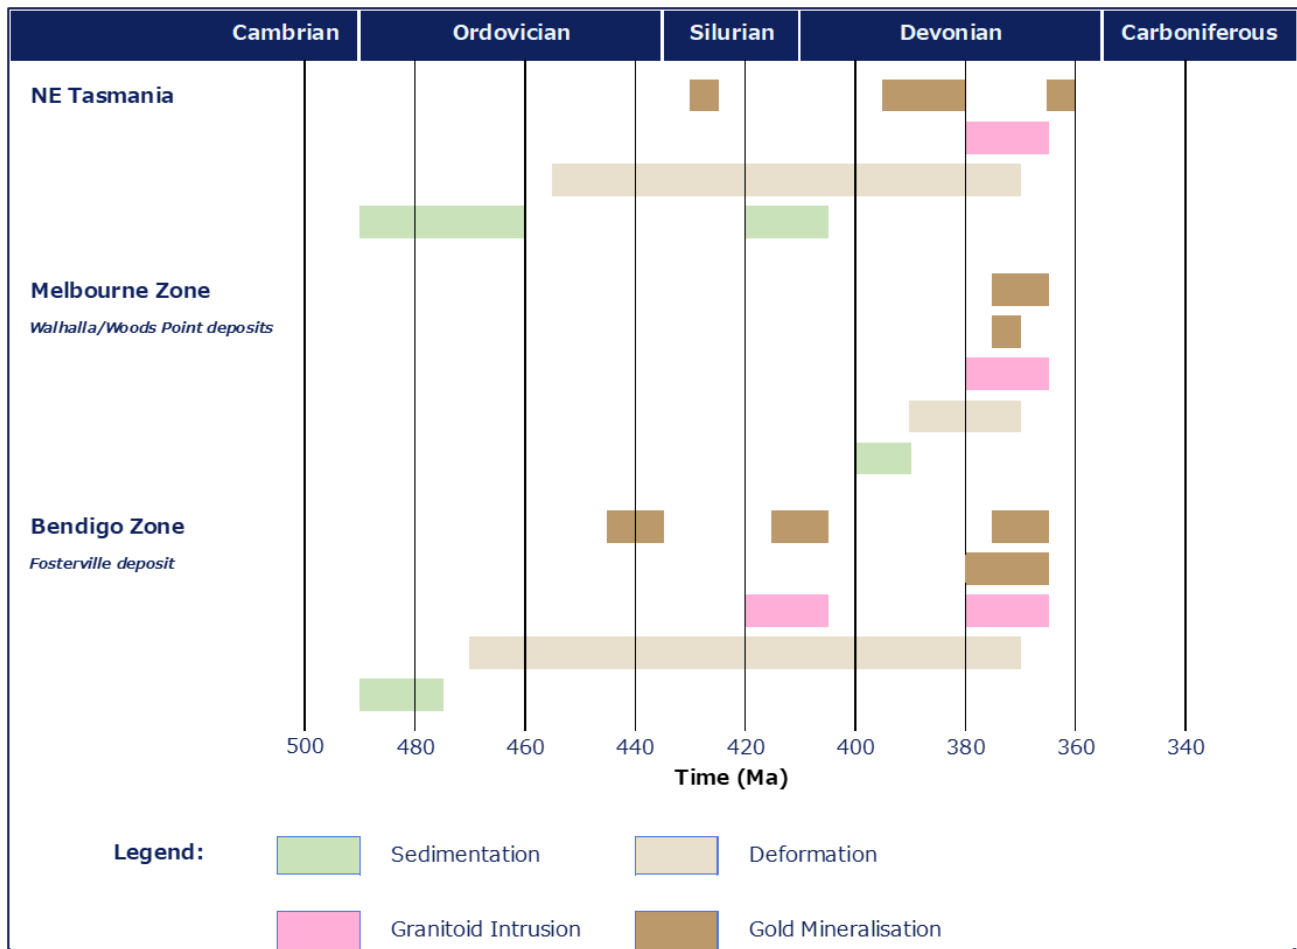 Cambrian Ordovician Silurian Devonian Carboniferous
NE Tasmania
Melbourne Zone
Walhalla/Woods Point deposits
Bendigo Zone
Fosterville deposit
500 480 460 440 420 400 380 360 340
Time (Ma)
Legend:
Sedimentation Deformation
Granitoid Intrusion Gold Mineralisation